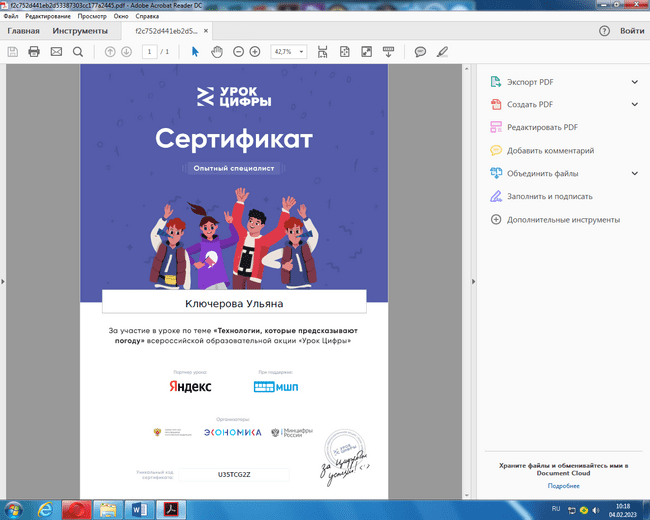 f2c752d441eb2d53387303cc177a2445.pdf - Adobe Acrobat Reader DC
Файл Редактирование Просмотр Окно Справка
Главная Инструменты f2c752d441eb2d5... × Войти
1 / 1 42,7%
УРОК
ЦИФРЫ
Сертификат
Опытный специалист
Ключерова Ульяна
За участие в уроке по теме «Технологии, которые предсказывают
погоду» всероссийской образовательной акции «Урок Цифры»
Партнер урока: При поддержке:
Яндекс МШП
Организаторы:
ЭКОНОМИКА Минцифры
России
за цифровые
успехи!
Уникальный код
сертификата: U35TCG2Z
Экспорт PDF
Создать PDF
Редактировать PDF
Добавить комментарий
Объединить файлы
Заполнить и подписать
Дополнительные инструменты
Храните файлы и обменивайтесь ими в
Document Cloud
Подробнее
RU 10:18
04.02.2023